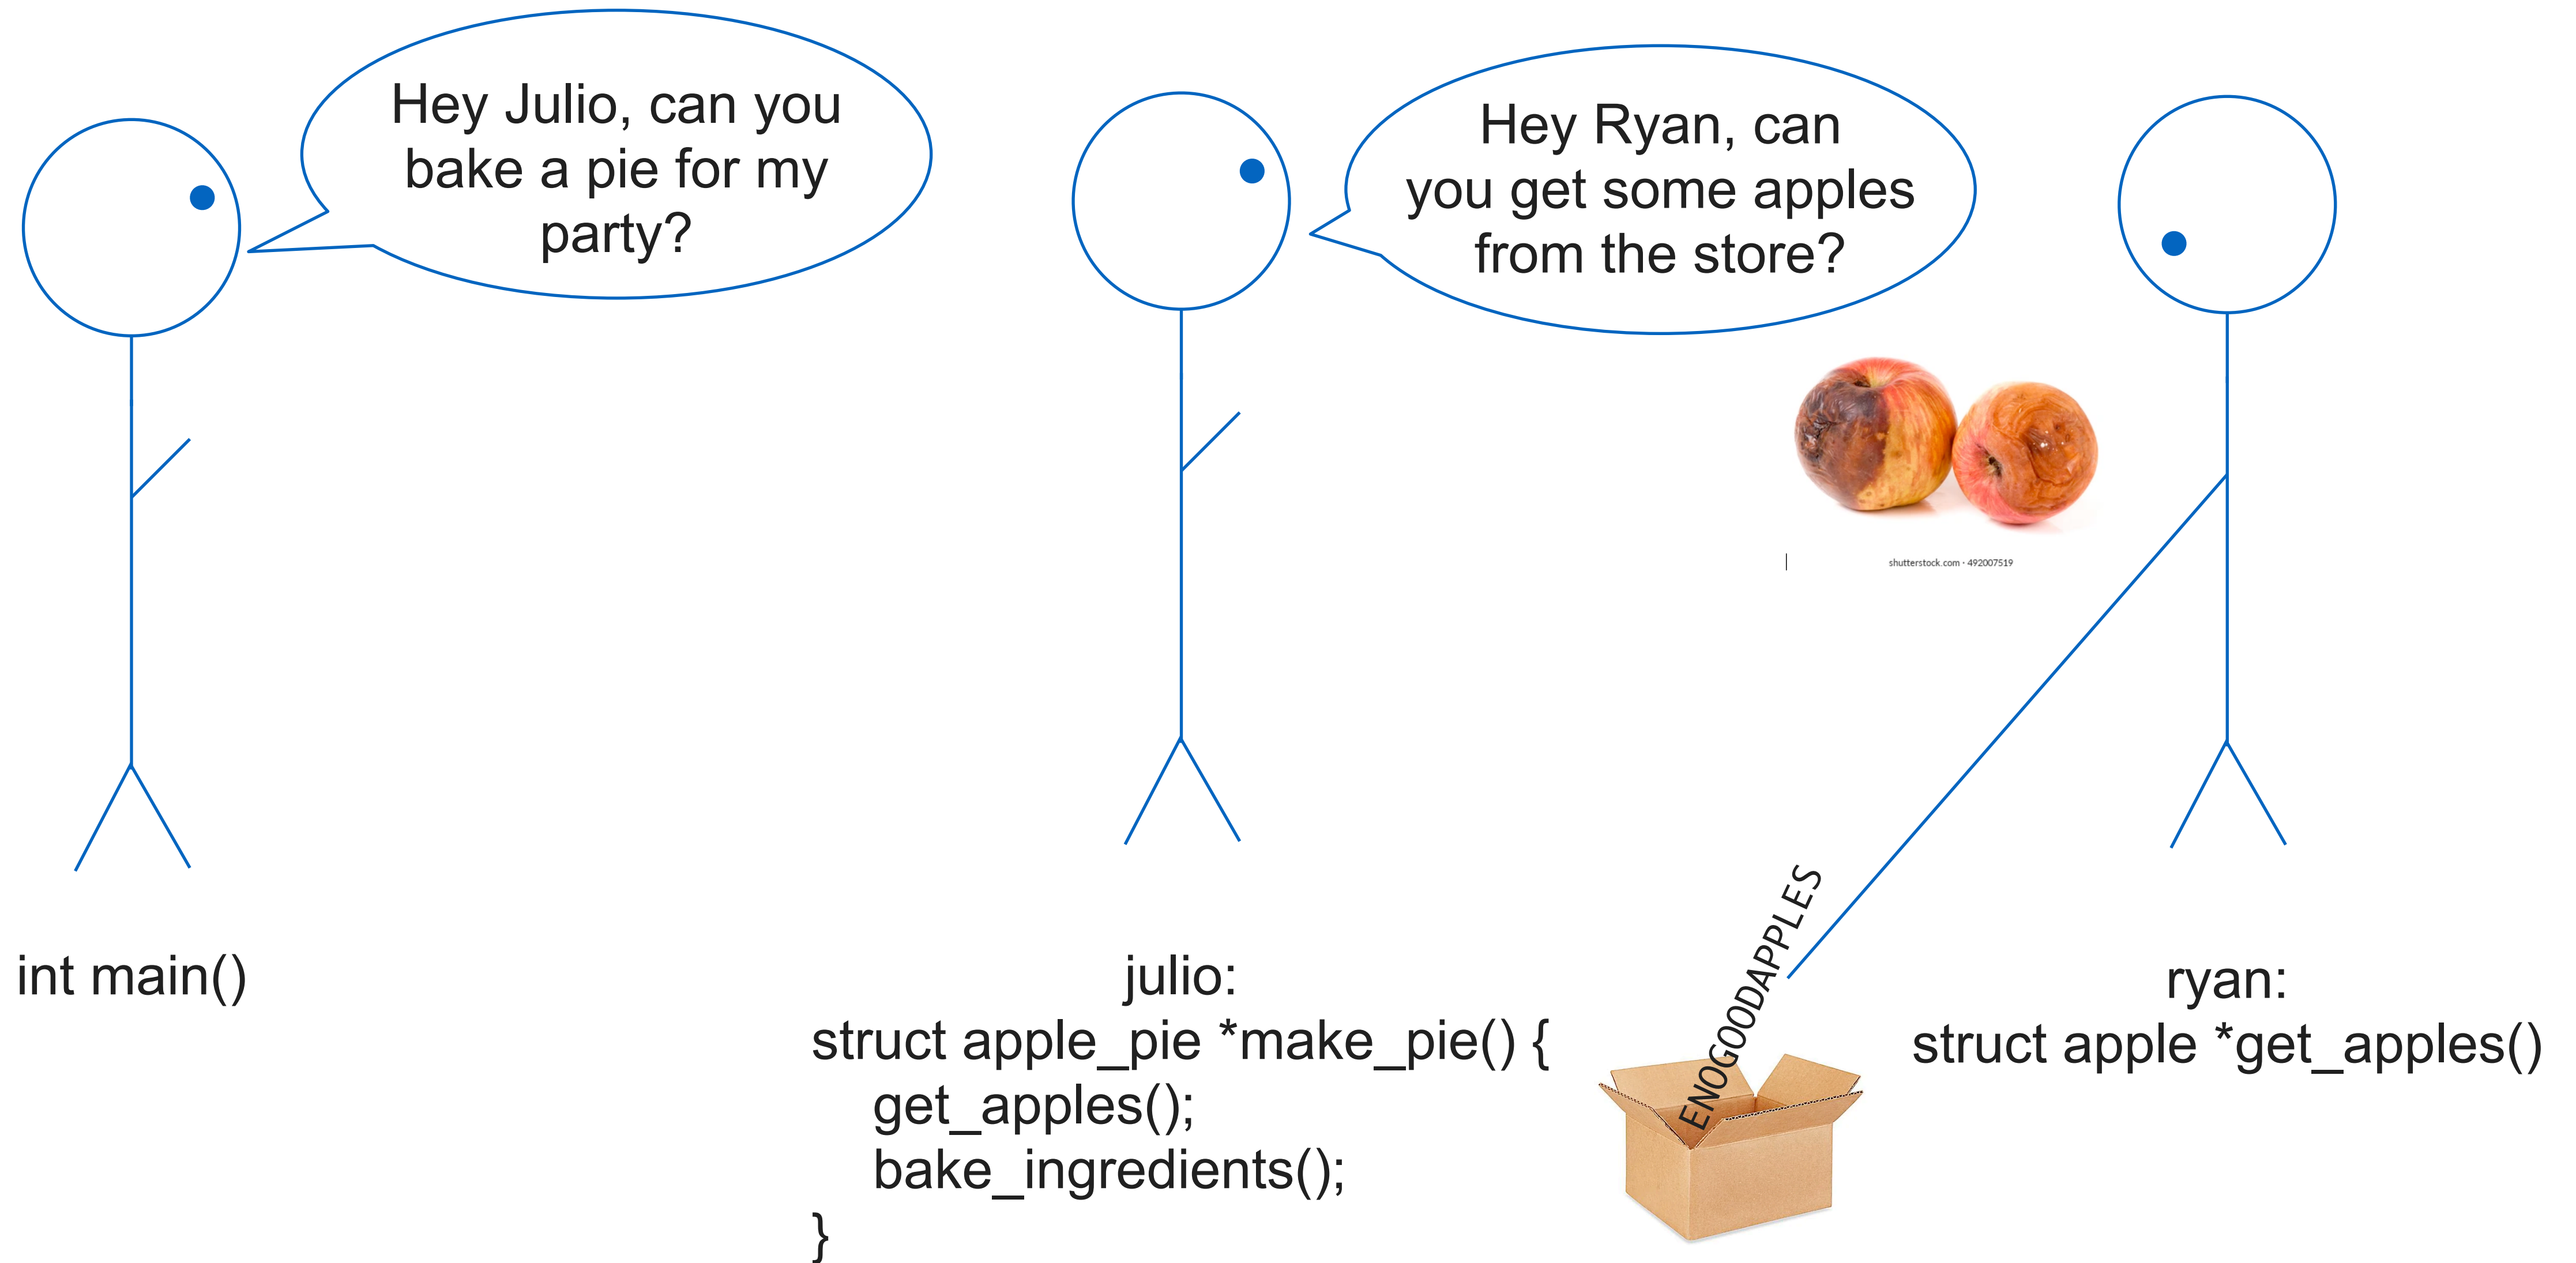 Hey Julio, can you
bake a pie for my
party?
Hey Ryan, can
you get some apples
from the store?
shutterstock.com · 492007519
ENOGOODAPPLES
int main()
julio:
struct apple_pie *make_pie() {
get_apples();
bake_ingredients();
}
ryan:
struct apple *get_apples()